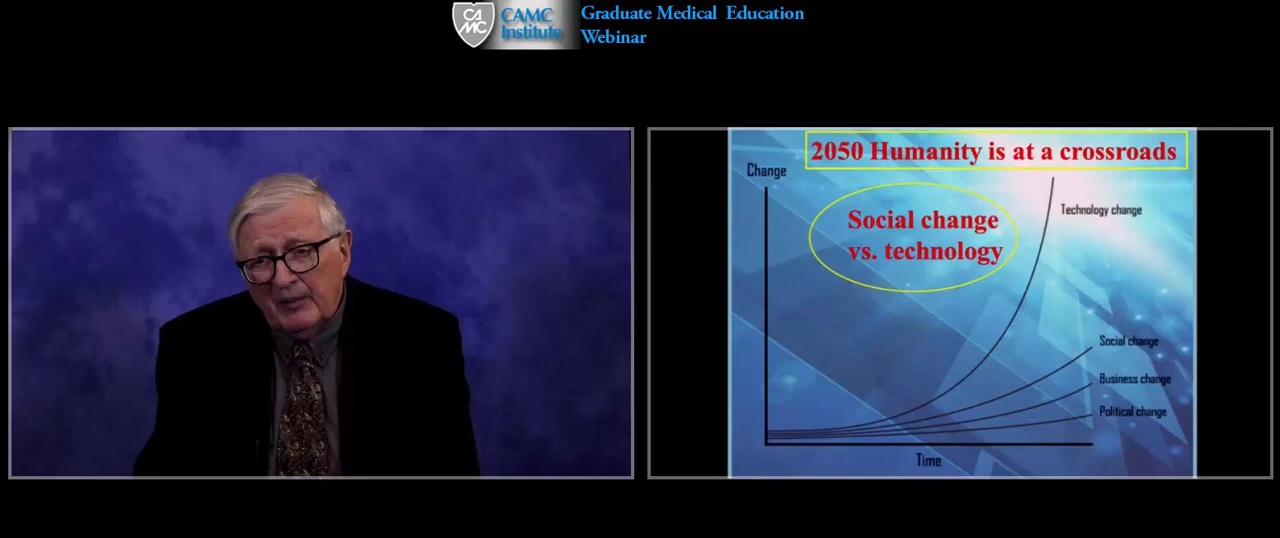 CAMC
CAMC
Institute
Graduate Medical Education
Webinar
2050 Humanity is at a crossroads
Change
Social change
vs. technology
Technology change
Social change
Business change
Political change
Time